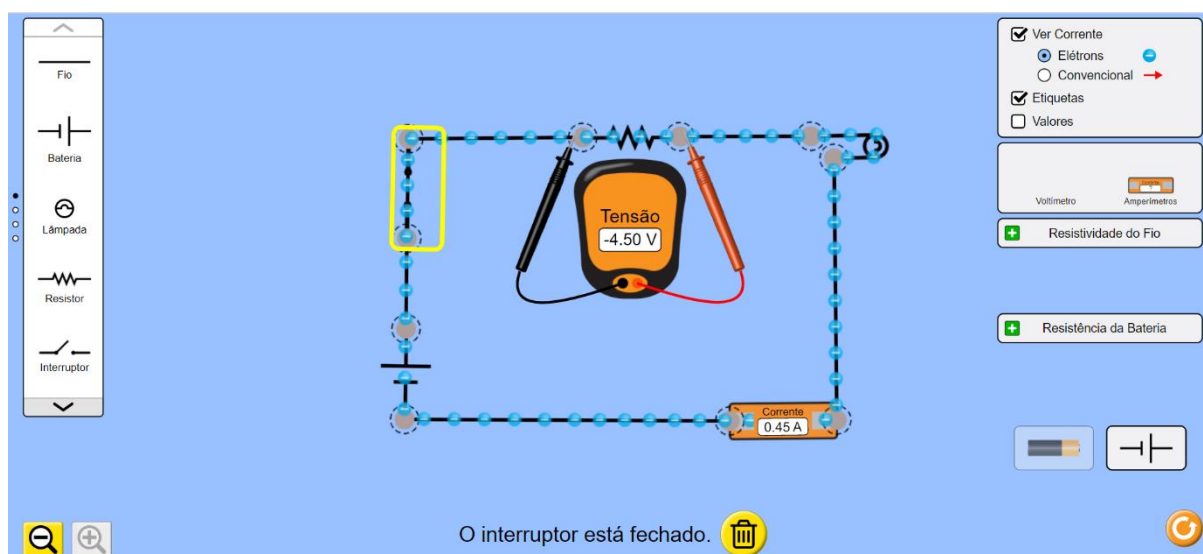 Fio
Bateria
Lâmpada
Resistor
Interruptor
Tensão
-4.50 V
Corrente
0.45 A
O interruptor está fechado.
Ver Corrente
Elétrons
Convencional
Etiquetas
Valores
Voltímetro
Corrente
Amperímetros
Resistividade do Fio
Resistência da Bateria